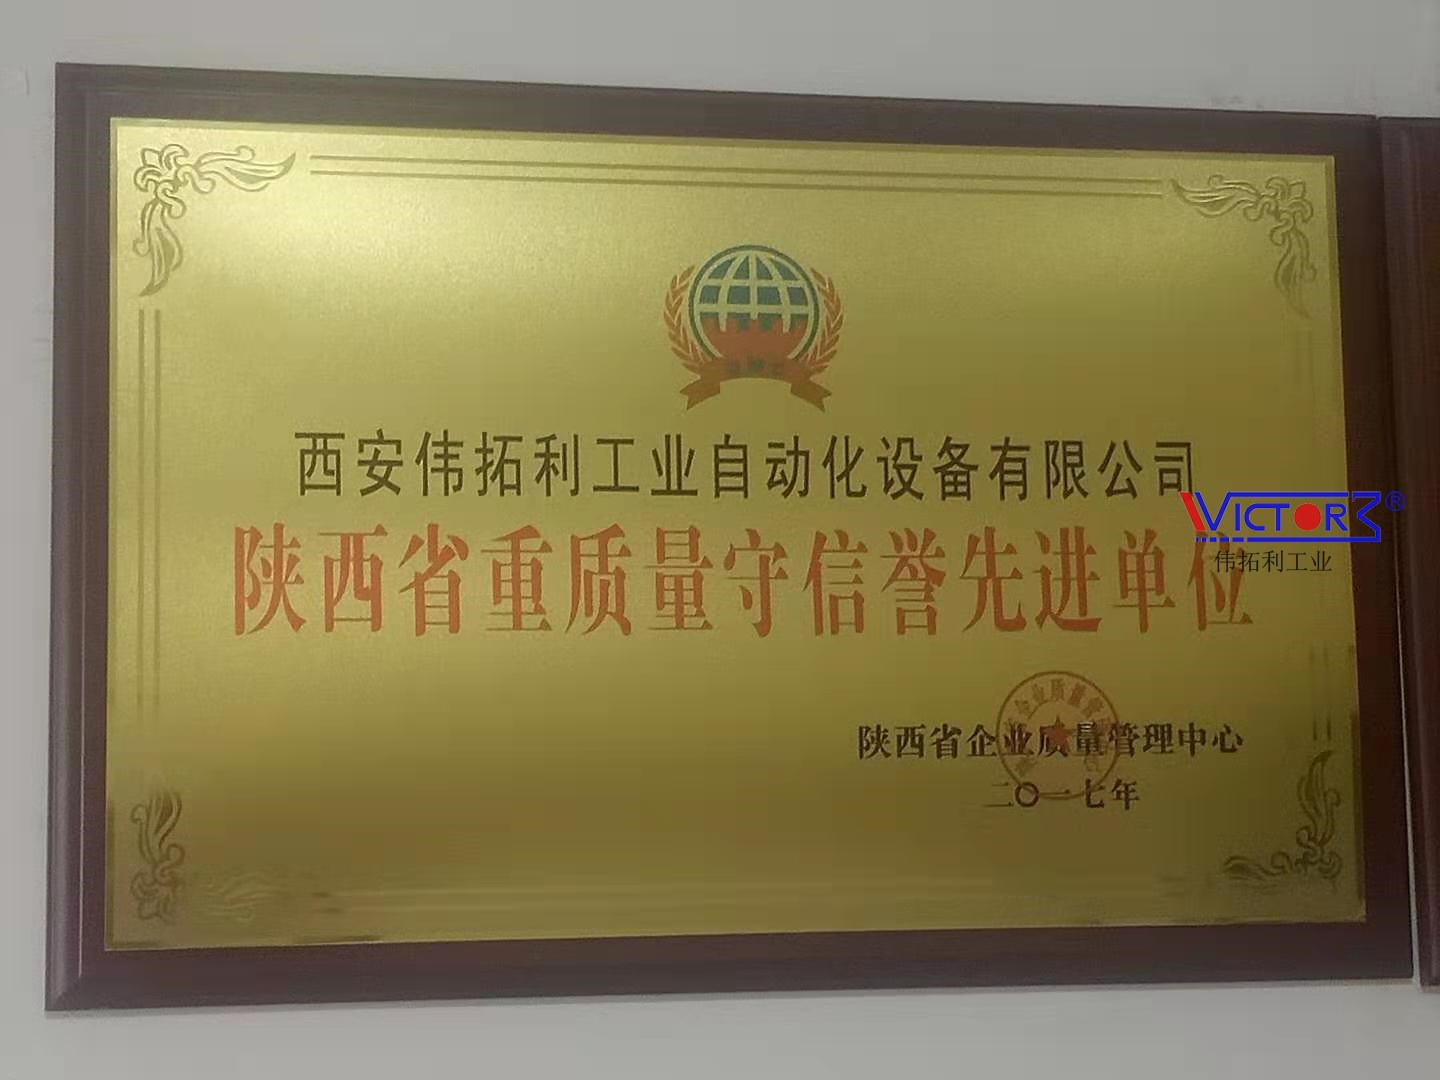 西安伟拓利工业自动化设备有限公司
VICTOR®
伟拓利工业
陕西省重质量守信誉先进单位
陕西省企业质量管理中心
二〇一七年